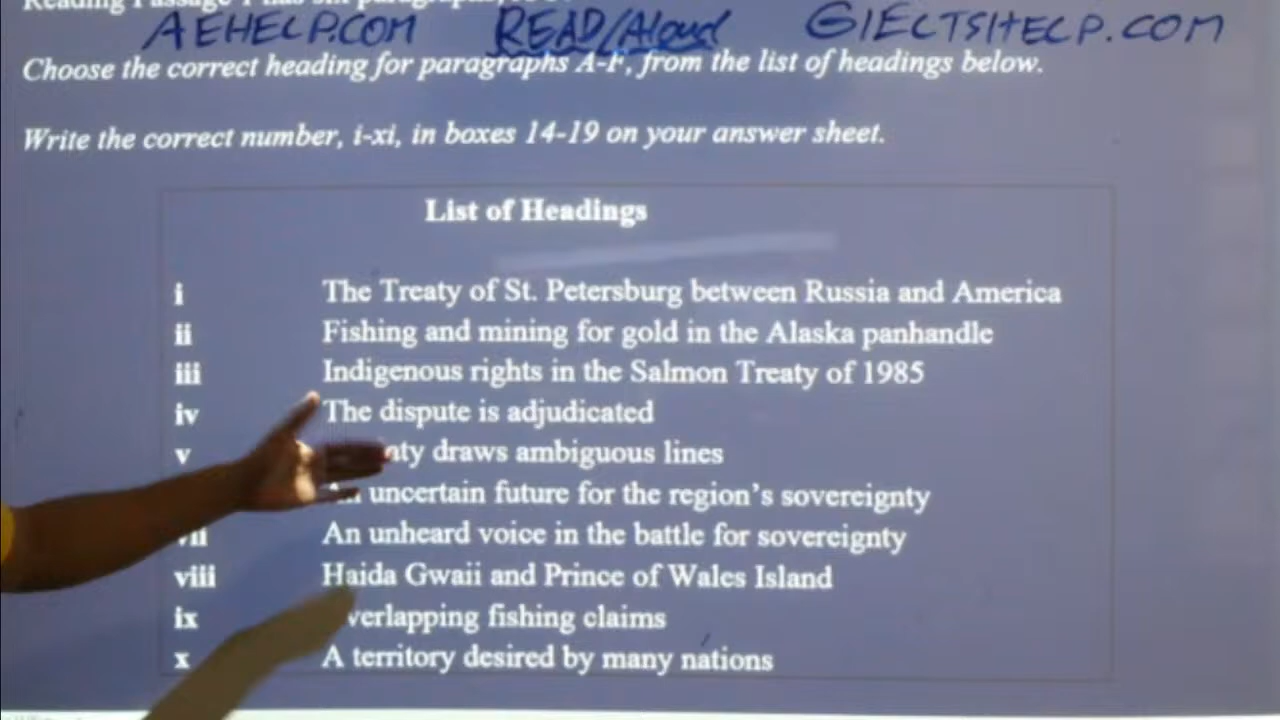 AEHELP.COM READ/Aloud GIELTSHELP.COM
Choose the correct heading for paragraphs A-F, from the list of headings below.
Write the correct number, i-xi, in boxes 14-19 on your answer sheet.
List of Headings
i The Treaty of St. Petersburg between Russia and America
ii Fishing and mining for gold in the Alaska panhandle
iii Indigenous rights in the Salmon Treaty of 1985
iv The dispute is adjudicated
v draws ambiguous lines
uncertain future for the region's sovereignty
An unheard voice in the battle for sovereignty
viii Haida Gwaii and Prince of Wales Island
ix verlapping fishing claims
x A territory desired by many nations